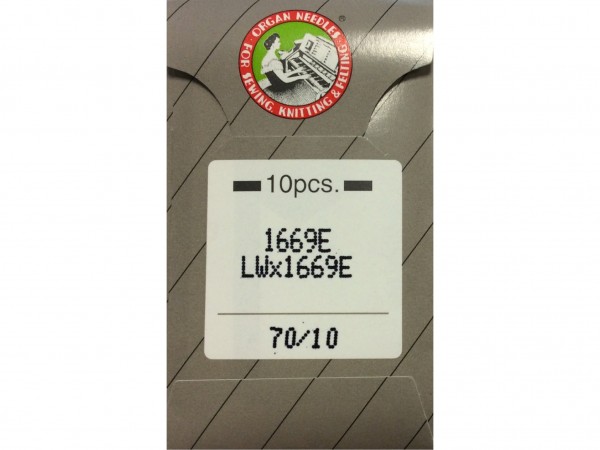 ·ORGAN NEEDLES·
FOR SEWING, KNITTING & FELTING
®
10pcs.
1669E
LWx1669E
70/10